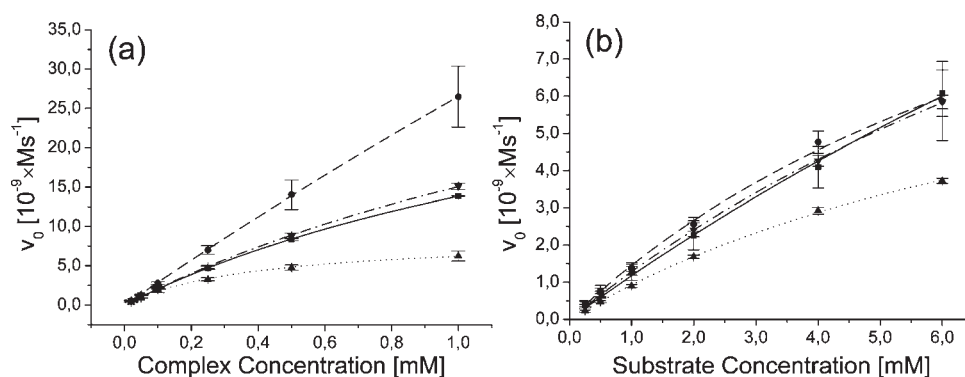 (a)
35,0
30,0
25,0
20,0
15,0
10,0
5,0
0,0
v₀ [10⁻⁹×Ms⁻¹]
0,0 0,2 0,4 0,6 0,8 1,0
Complex Concentration [mM]
(b)
8,0
7,0
6,0
5,0
4,0
3,0
2,0
1,0
0,0
v₀ [10⁻⁹×Ms⁻¹]
0,0 1,0 2,0 3,0 4,0 5,0 6,0
Substrate Concentration [mM]